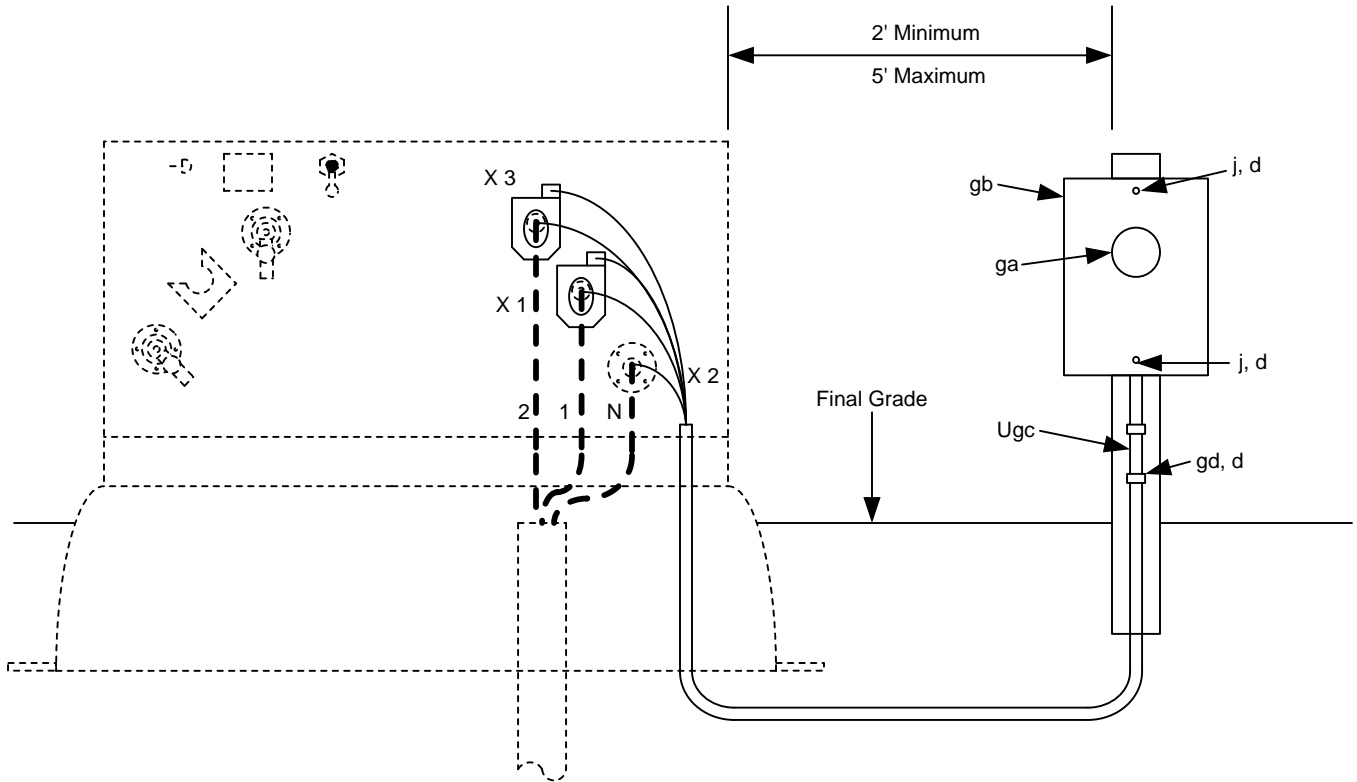 2' Minimum
5' Maximum
X 3
gb
j, d
ga
X 1
X 2
j, d
Final Grade
2
1
N
Ugc
gd, d